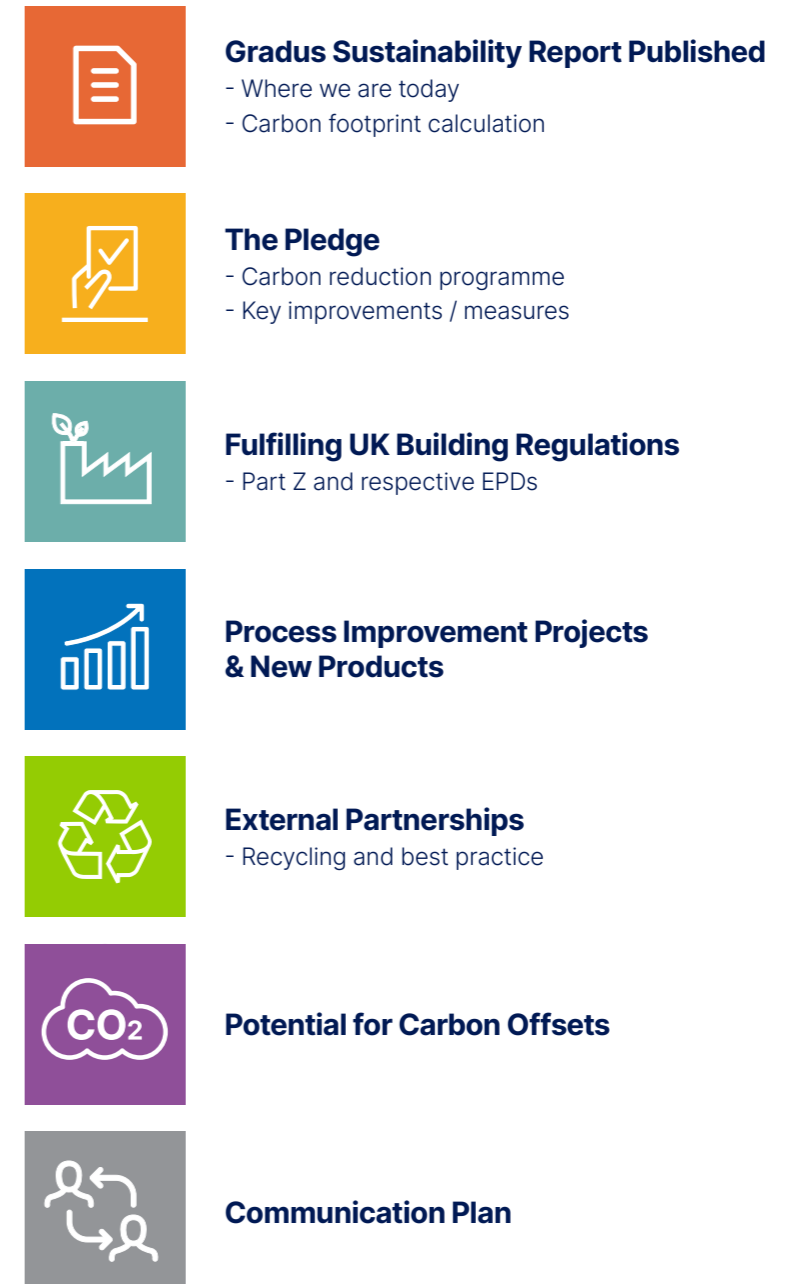 Gradus Sustainability Report Published
- Where we are today
- Carbon footprint calculation
The Pledge
- Carbon reduction programme
- Key improvements / measures
Fulfilling UK Building Regulations
- Part Z and respective EPDs
Process Improvement Projects
& New Products
External Partnerships
- Recycling and best practice
CO2
Potential for Carbon Offsets
Communication Plan